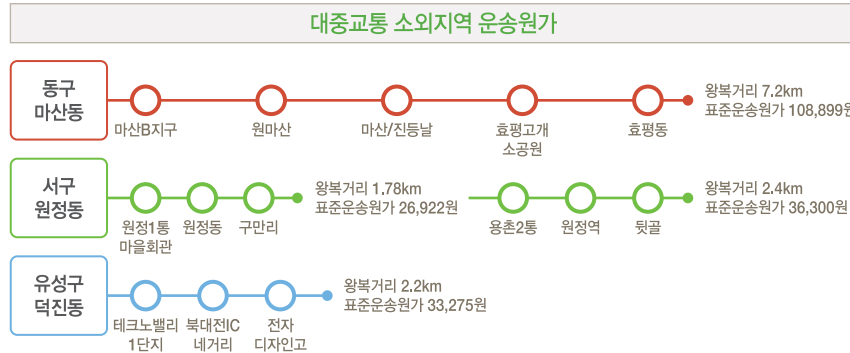 대중교통 소외지역 운송원가
동구
마산동
마산B지구
원마산
마산/진등날
효평고개
소공원
효평동
왕복거리 7.2km
표준운송원가 108,899원
서구
원정동
원정1통
마을회관
원정동
구만리
왕복거리 1.78km
표준운송원가 26,922원
용촌2통
원정역
뒷골
왕복거리 2.4km
표준운송원가 36,300원
유성구
덕진동
테크노밸리
1단지
북대전IC
네거리
전자
디자인고
왕복거리 2.2km
표준운송원가 33,275원